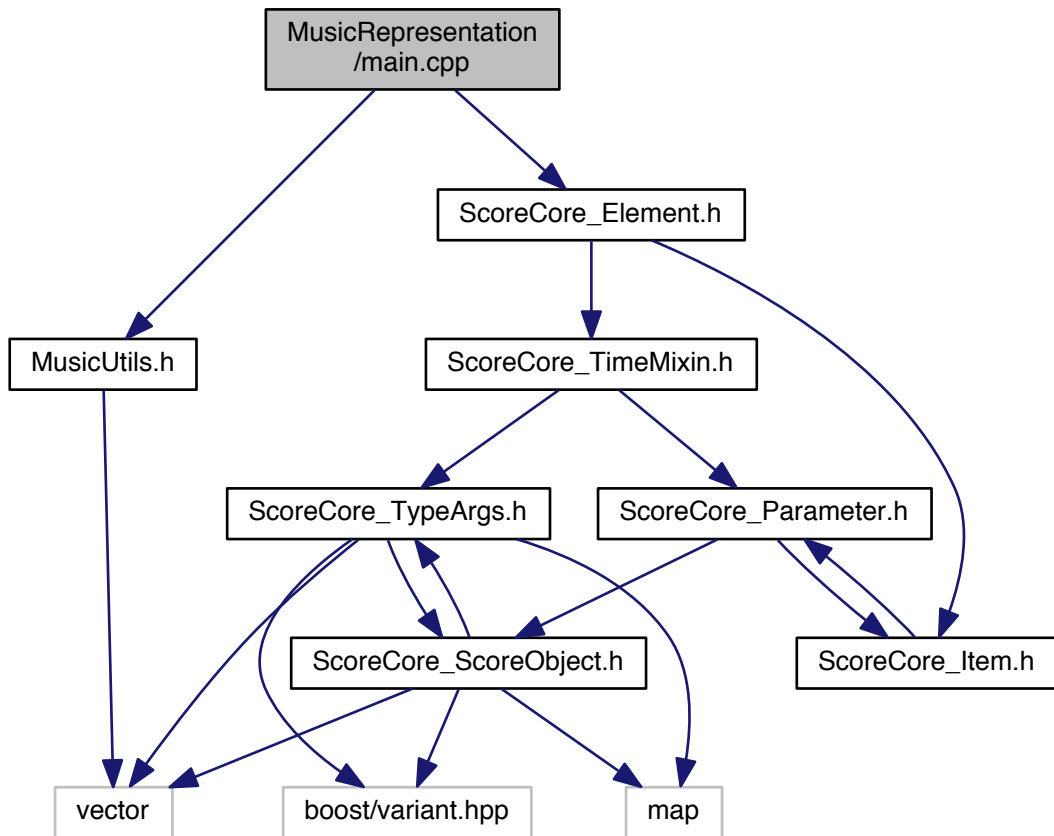 MusicRepresentation
/main.cpp
ScoreCore_Element.h
MusicUtils.h
ScoreCore_TimeMixin.h
ScoreCore_TypeArgs.h
ScoreCore_Parameter.h
ScoreCore_ScoreObject.h
ScoreCore_Item.h
vector
boost/variant.hpp
map